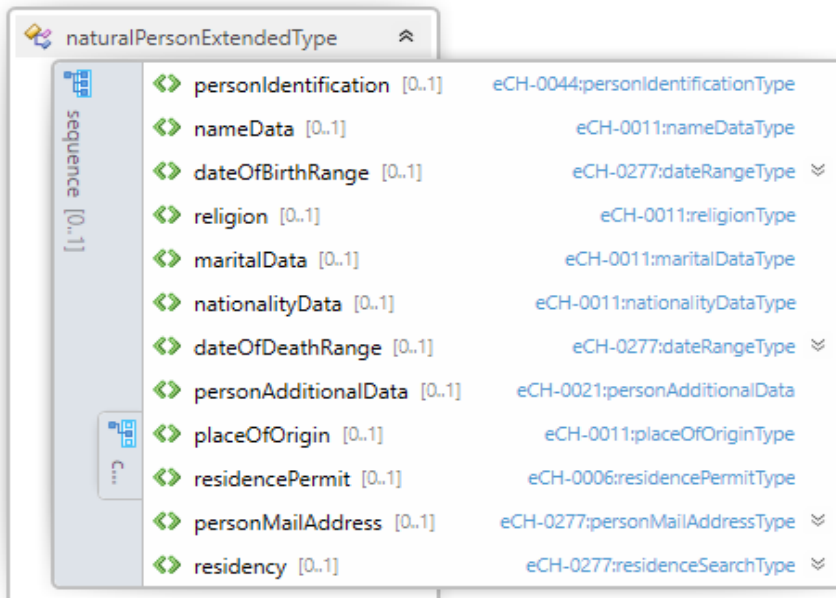 naturalPersonExtendedType
sequence [0..1]
personIdentification [0..1] eCH-0044:personIdentificationType
nameData [0..1] eCH-0011:nameDataType
dateOfBirthRange [0..1] eCH-0277:dateRangeType
religion [0..1] eCH-0011:religionType
maritalData [0..1] eCH-0011:maritalDataType
nationalityData [0..1] eCH-0011:nationalityDataType
dateOfDeathRange [0..1] eCH-0277:dateRangeType
personAdditionalData [0..1] eCH-0021:personAdditionalData
C...
placeOfOrigin [0..1] eCH-0011:placeOfOriginType
residencePermit [0..1] eCH-0006:residencePermitType
personMailAddress [0..1] eCH-0277:personMailAddressType
residency [0..1] eCH-0277:residenceSearchType